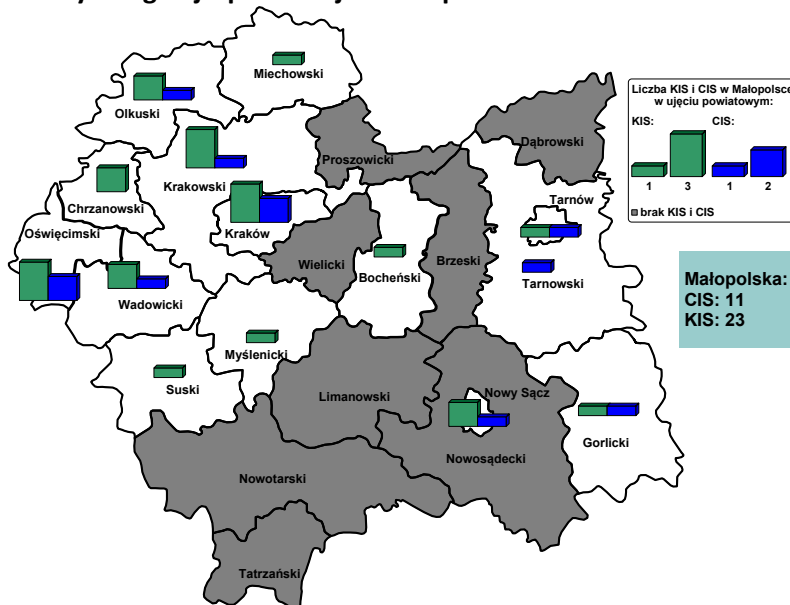 Miechowski
Olkuski
Liczba KIS i CIS w Małopolsce
w ujęciu powiatowym:
KIS:
CIS:
1
3
1
2
brak KIS i CIS
Dąbrowski
Proszowicki
Krakowski
Chrzanowski
Tarnów
Oświęcimski
Kraków
Wielicki
Bocheński
Brzeski
Tarnowski
Wadowicki
Małopolska:
CIS: 11
KIS: 23
Myślenicki
Suski
Limanowski
Nowy Sącz
Gorlicki
Nowosądecki
Nowotarski
Tatrzański